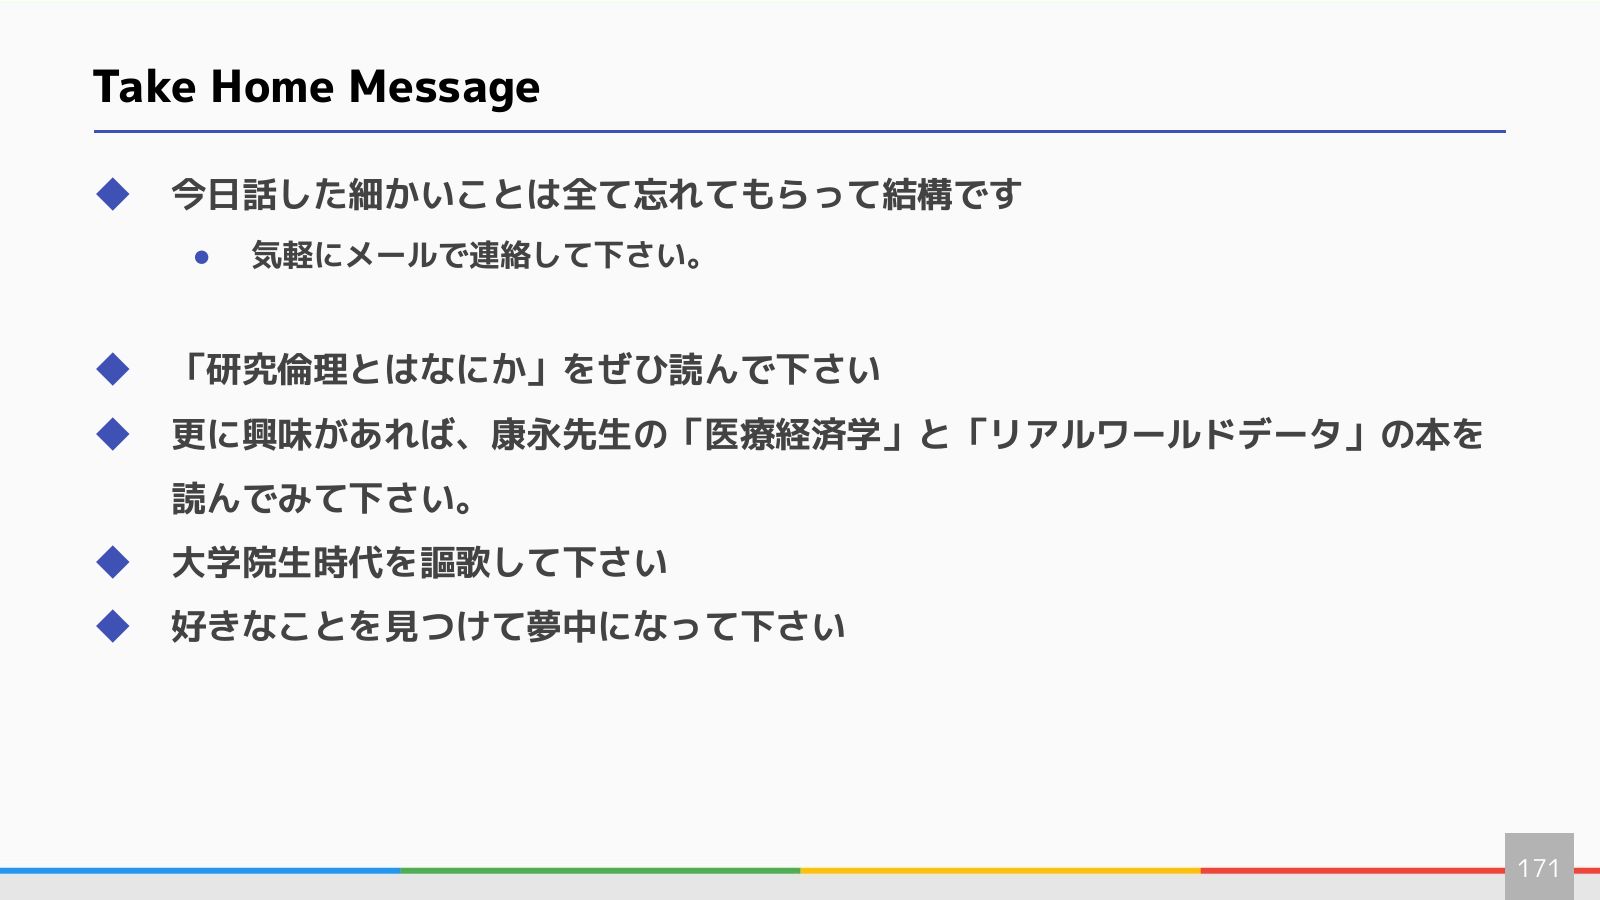 Take Home Message
今日話した細かいことは全て忘れてもらって結構です
気軽にメールで連絡して下さい。
「研究倫理とはなにか」をぜひ読んで下さい
更に興味があれば、康永先生の「医療経済学」と「リアルワールドデータ」の本を
読んでみて下さい。
大学院生時代を謳歌して下さい
好きなことを見つけて夢中になって下さい
171